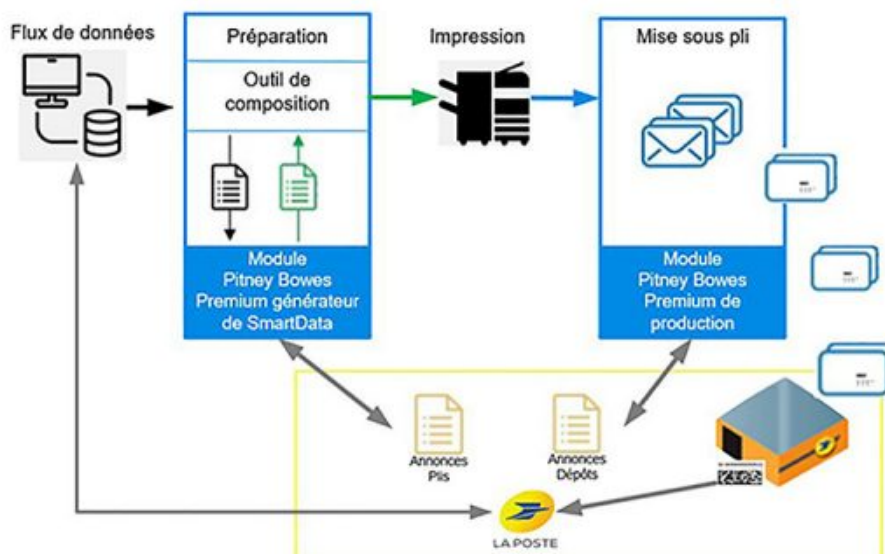 Flux de données
Préparation
Outil de
composition
Module
Pitney Bowes
Premium générateur
de SmartData
Impression
Mise sous pli
Module
Pitney Bowes
Premium de
production
Annonces
Plis
Annonces
Dépôts
LA POSTE